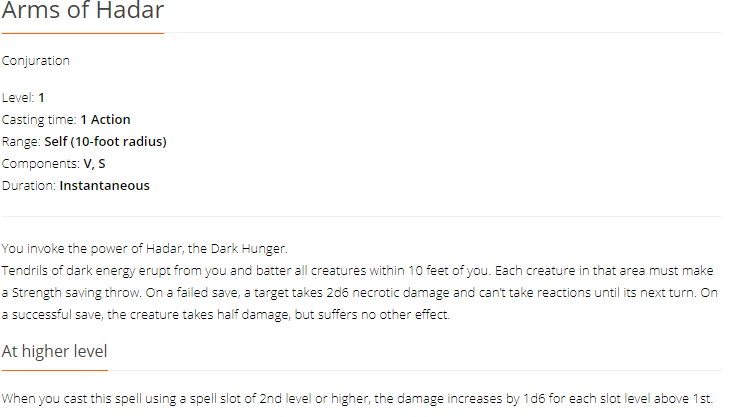 Arms of Hadar
Conjuration
Level: 1
Casting time: 1 Action
Range: Self (10-foot radius)
Components: V, S
Duration: Instantaneous
You invoke the power of Hadar, the Dark Hunger.
Tendrils of dark energy erupt from you and batter all creatures within 10 feet of you. Each creature in that area must make
a Strength saving throw. On a failed save, a target takes 2d6 necrotic damage and can't take reactions until its next turn. On
a successful save, the creature takes half damage, but suffers no other effect.
At higher level
When you cast this spell using a spell slot of 2nd level or higher, the damage increases by 1d6 for each slot level above 1st.